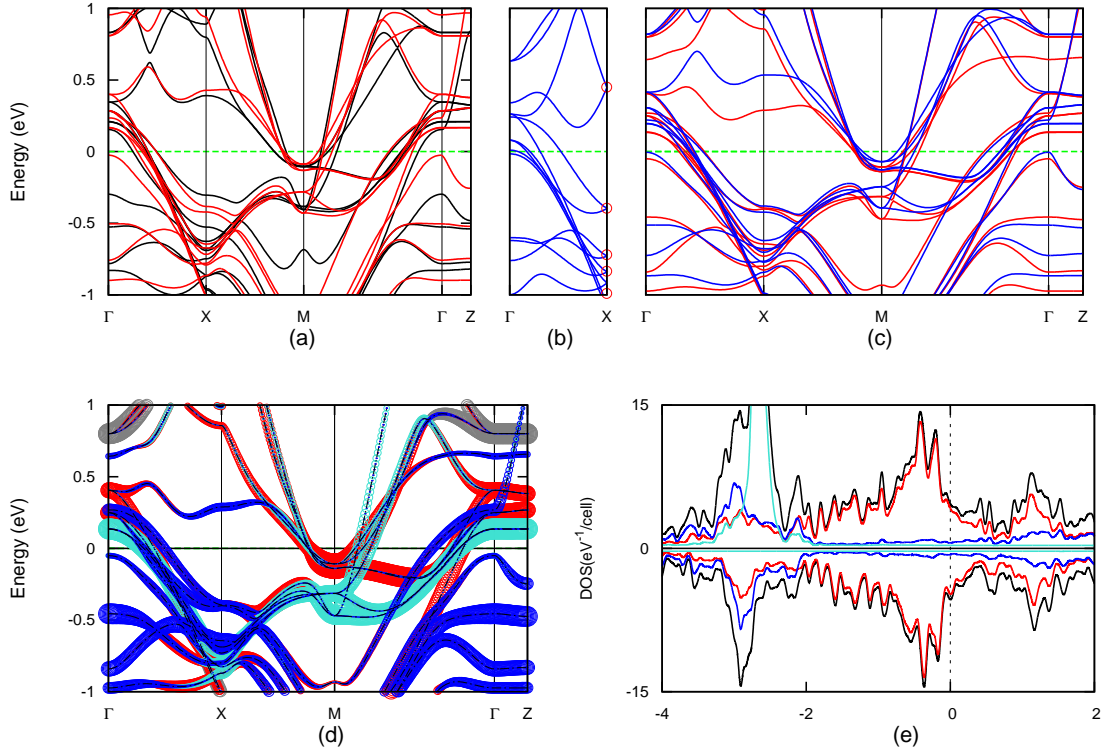 1
0.5
0
-0.5
-1
Energy (eV)
Γ X M Γ Z
(a)
Γ X
(b)
Γ X M Γ Z
(c)
1
0.5
0
-0.5
-1
Energy (eV)
Γ X M Γ Z
(d)
15
0
-15
DOS(eV⁻¹/cell)
-4 -2 0 2
(e)